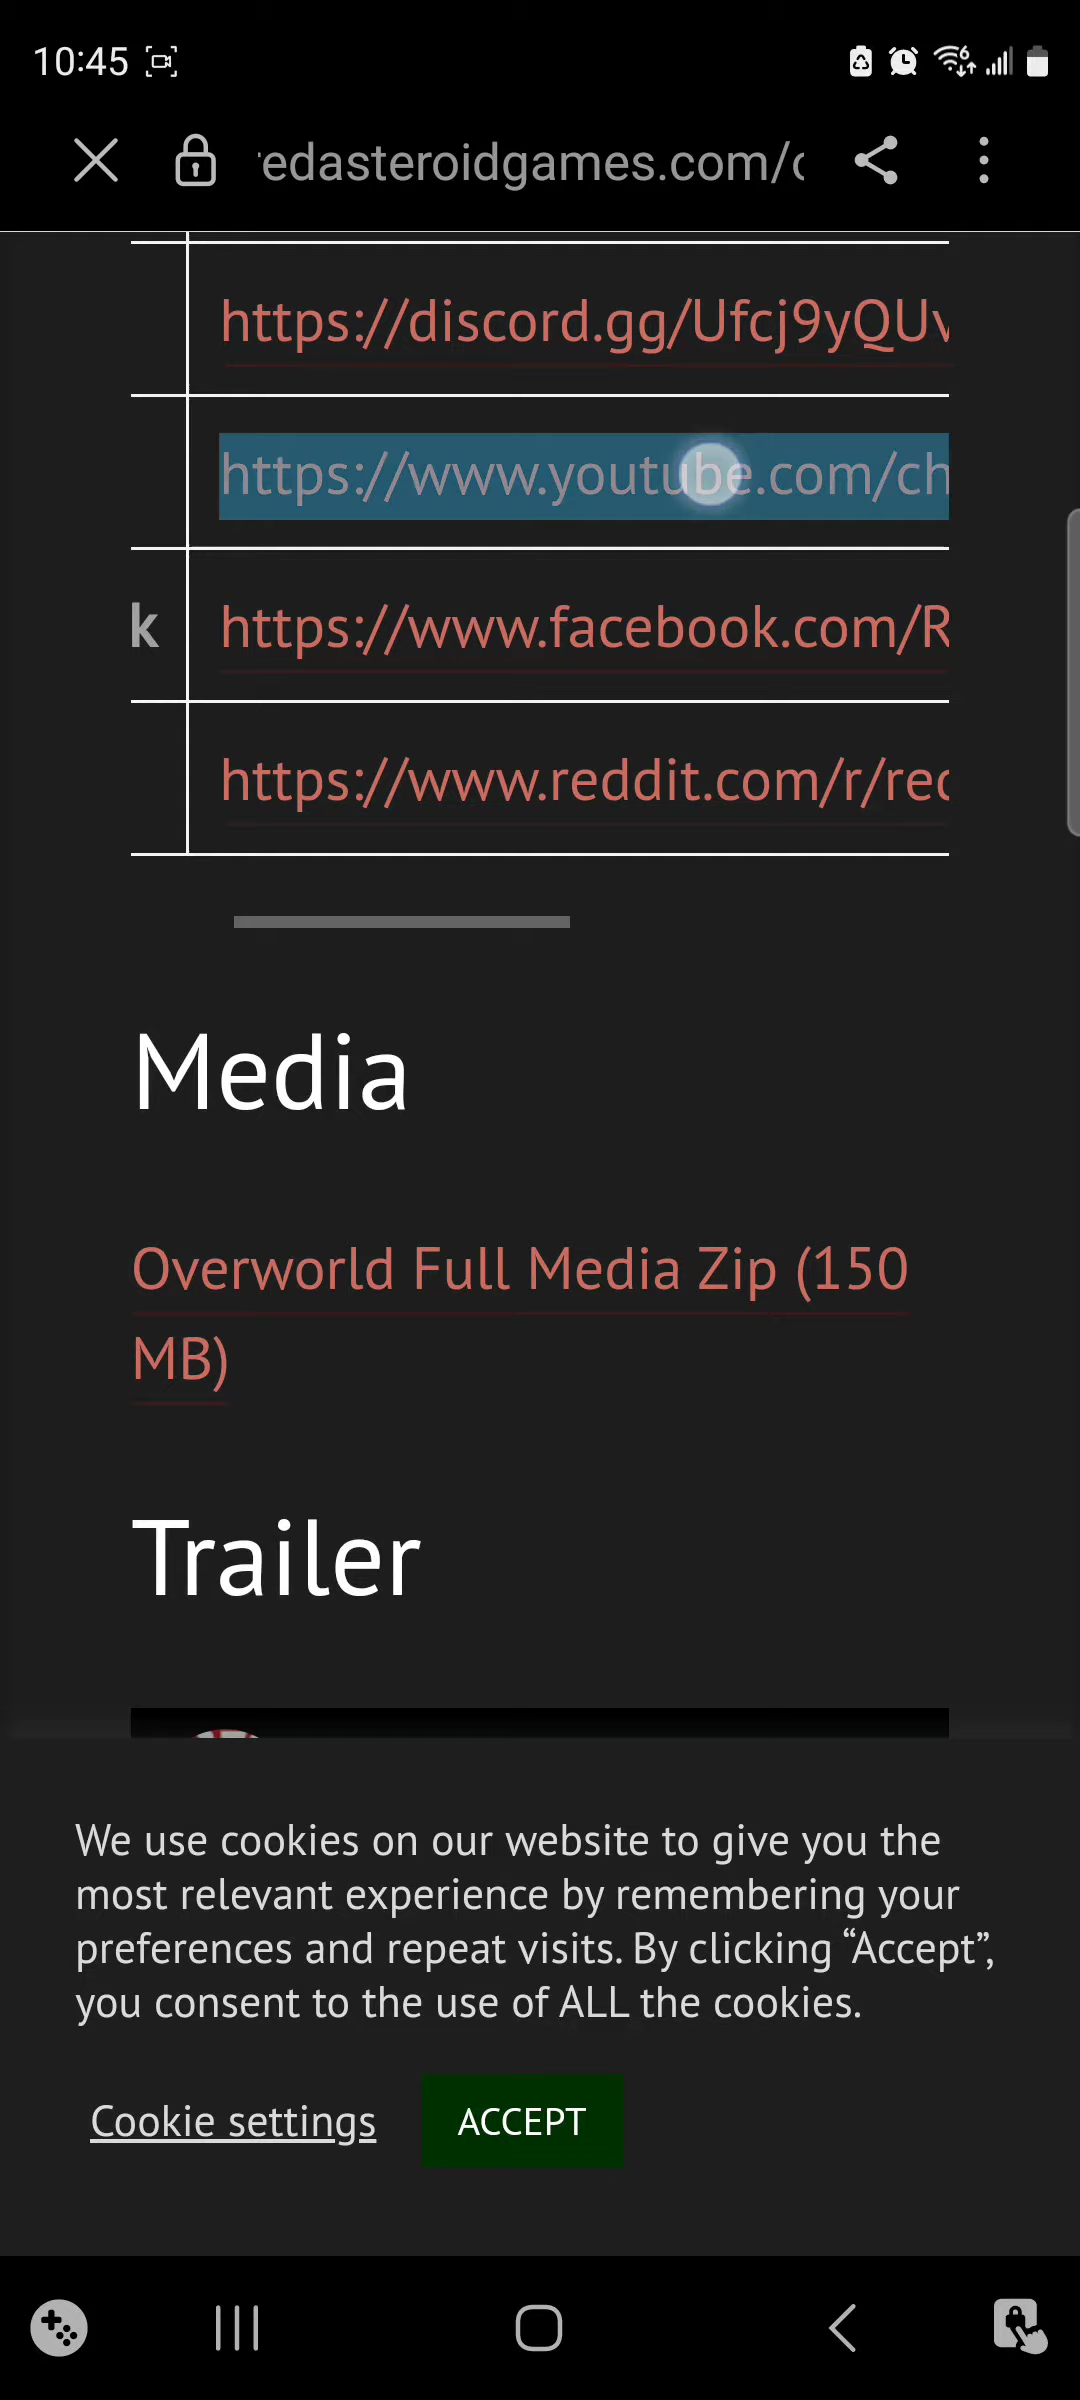 10:45
redasteroidgames.com/
https://discord.gg/Ufcj9yQU
https://www.youtube.com/ch
k
https://www.facebook.com/R
https://www.reddit.com/r/re
Media
Overworld Full Media Zip (150
MB)
Trailer
We use cookies on our website to give you the
most relevant experience by remembering your
preferences and repeat visits. By clicking “Accept”,
you consent to the use of ALL the cookies.
Cookie settings
ACCEPT